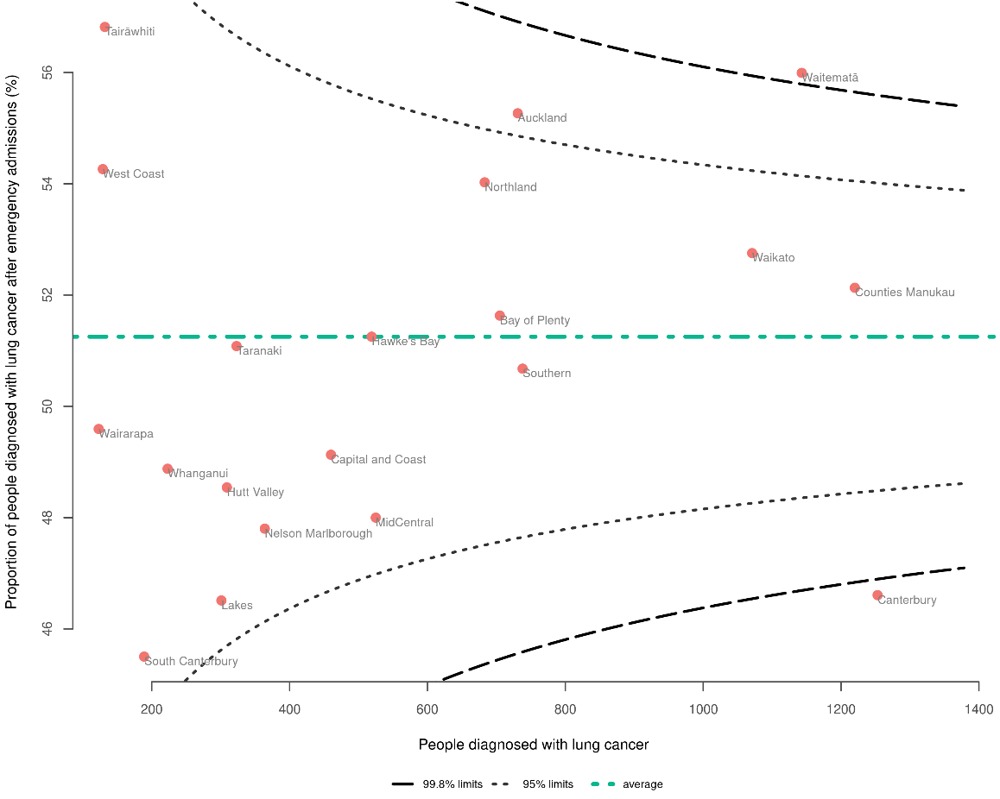 Tairāwhiti
56
Waitematā
Auckland
West Coast
54
Northland
Waikato
Counties Manukau
52
Bay of Plenty
Hawke's Bay
Taranaki
Southern
50
Wairarapa
Capital and Coast
Whanganui
Hutt Valley
48
MidCentral
Nelson Marlborough
Lakes
Canterbury
46
South Canterbury
Proportion of people diagnosed with lung cancer after emergency admissions (%)
200 400 600 800 1000 1200 1400
People diagnosed with lung cancer
99.8% limits 95% limits average